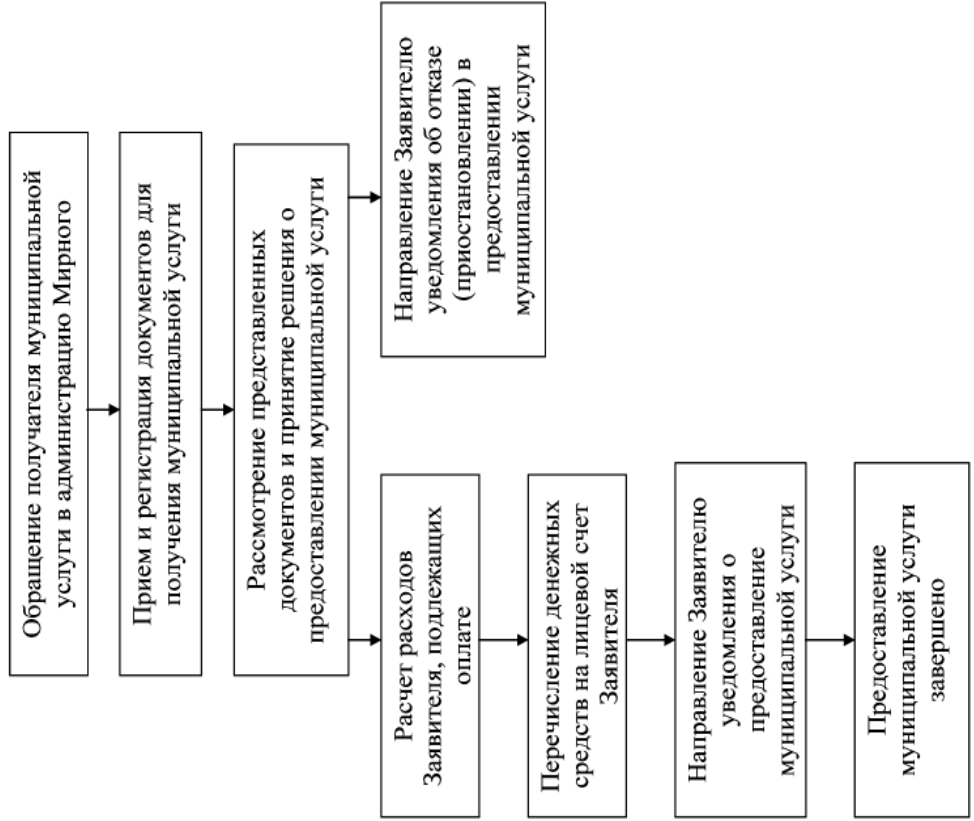 Обращение получателя муниципальной
услуги в администрацию Мирного
Прием и регистрация документов для
получения муниципальной услуги
Рассмотрение представленных
документов и принятие решения о
предоставлении муниципальной услуги
Расчет расходов
Заявителя, подлежащих
оплате
Перечисление денежных
средств на лицевой счет
Заявителя
Направление Заявителю
уведомления о
предоставление
муниципальной услуги
Предоставление
муниципальной услуги
завершено
Направление Заявителю
уведомления об отказе
(приостановлении) в
предоставлении
муниципальной услуги